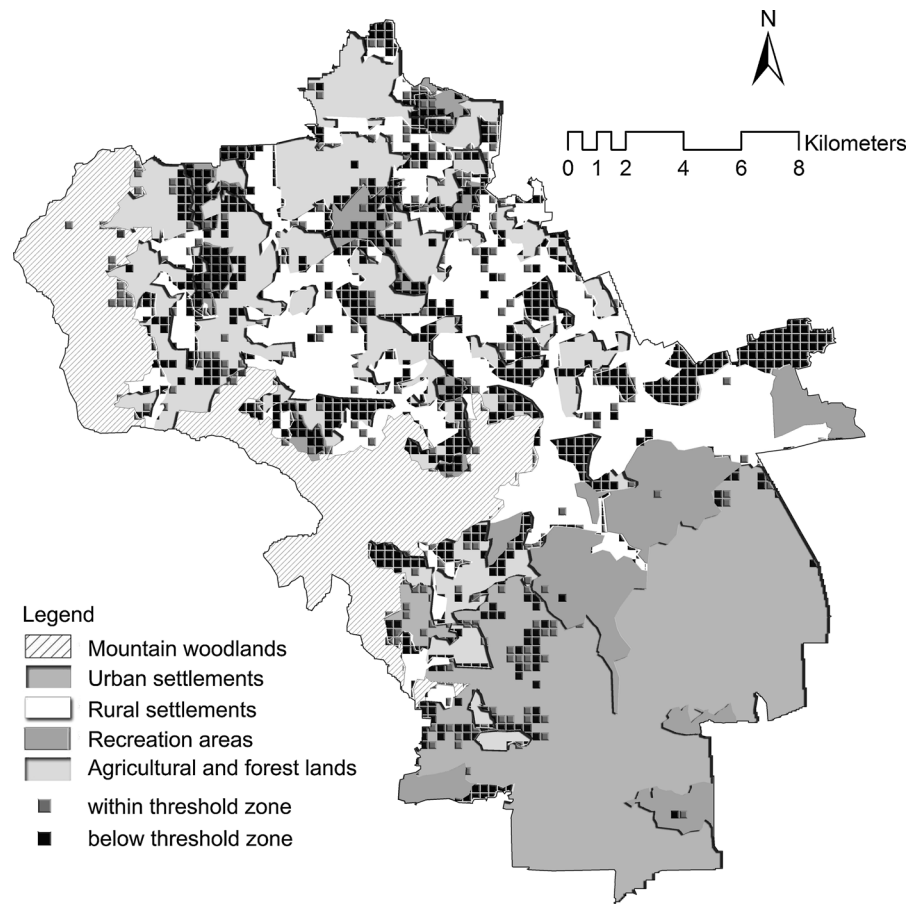 N
Kilometers
0 1 2 4 6 8
Legend
Mountain woodlands
Urban settlements
Rural settlements
Recreation areas
Agricultural and forest lands
within threshold zone
below threshold zone